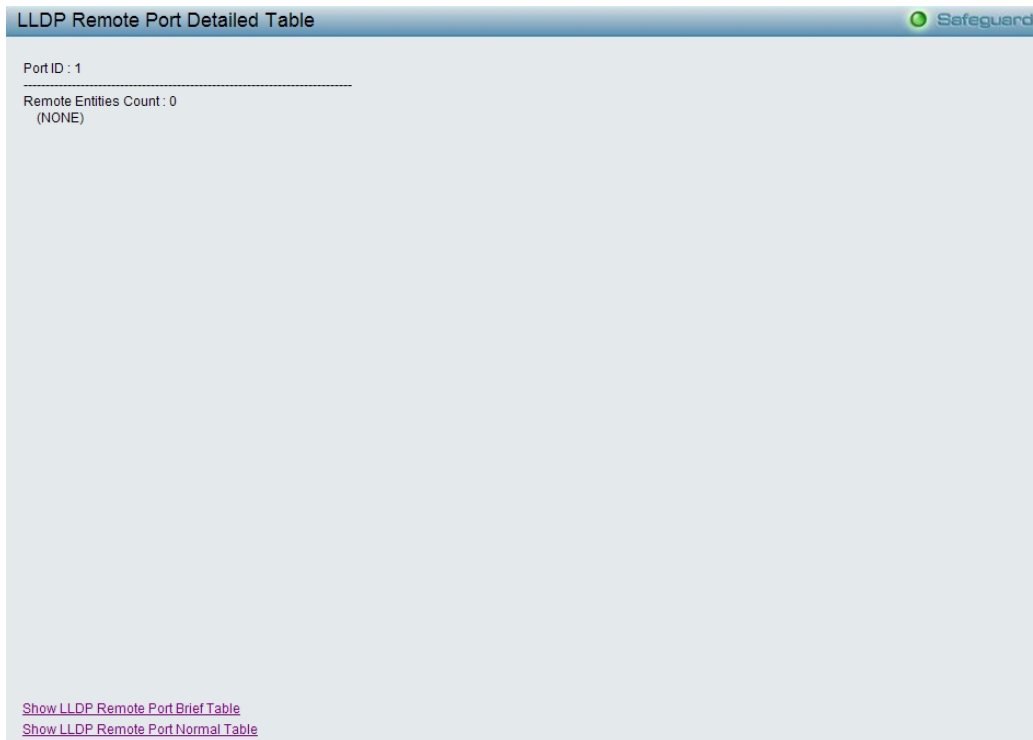 LLDP Remote Port Detailed Table
Safeguard
Port ID : 1
--------------------------------------------------------------------------
Remote Entities Count : 0
(NONE)
Show LLDP Remote Port Brief Table
Show LLDP Remote Port Normal Table